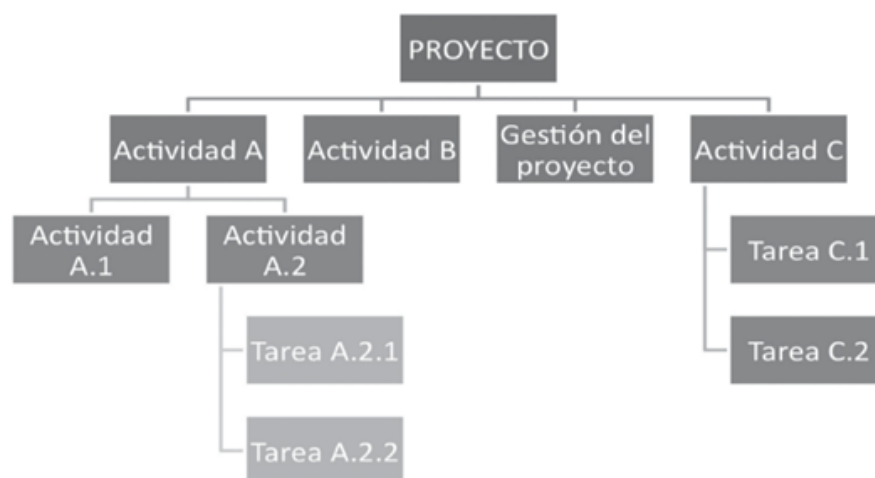 PROYECTO
Actividad A
Actividad B
Gestión del
proyecto
Actividad C
Actividad
A.1
Actividad
A.2
Tarea C.1
Tarea A.2.1
Tarea C.2
Tarea A.2.2